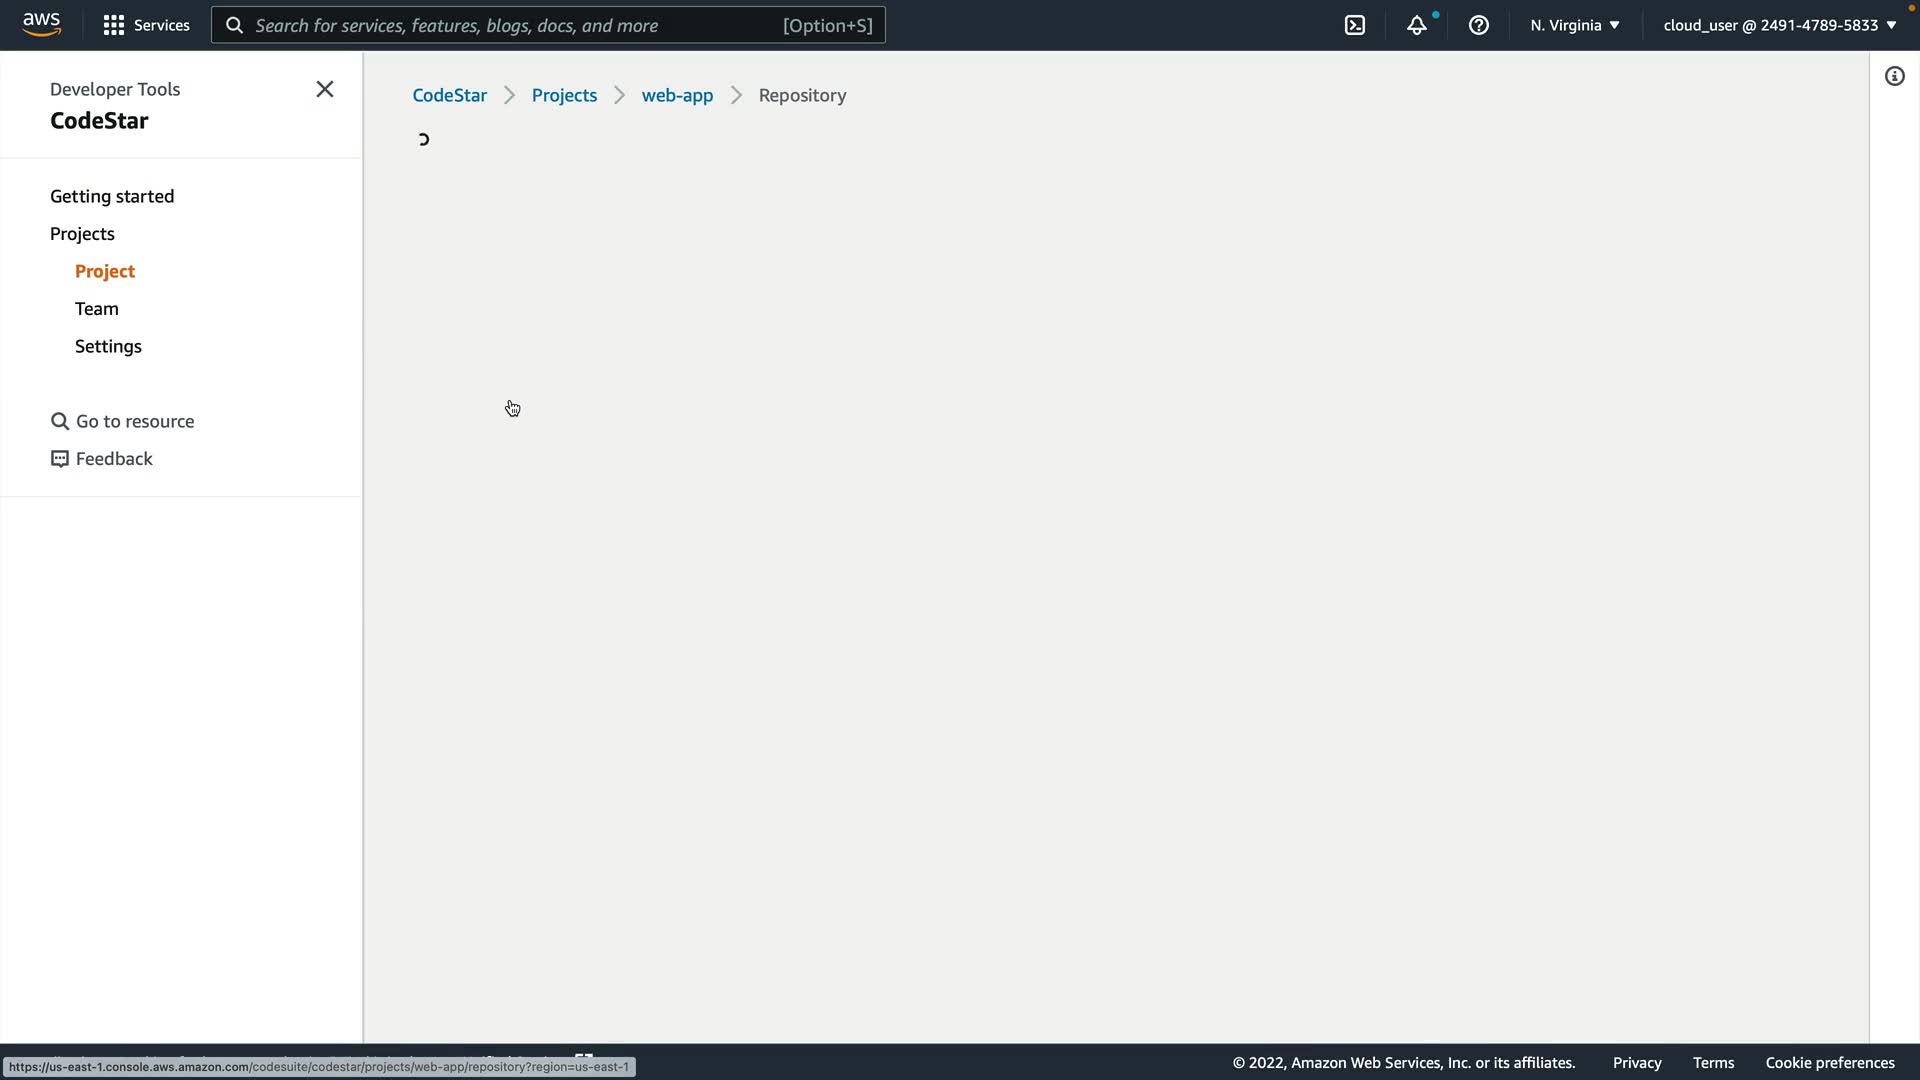 aws
Services
Search for services, features, blogs, docs, and more [Option+S]
N. Virginia
cloud_user @ 2491-4789-5833
Developer Tools
CodeStar
Getting started
Projects
Project
Team
Settings
Go to resource
Feedback
CodeStar > Projects > web-app > Repository
https://us-east-1.console.aws.amazon.com/codesuite/codestar/projects/web-app/repository?region=us-east-1
© 2022, Amazon Web Services, Inc. or its affiliates.
Privacy
Terms
Cookie preferences